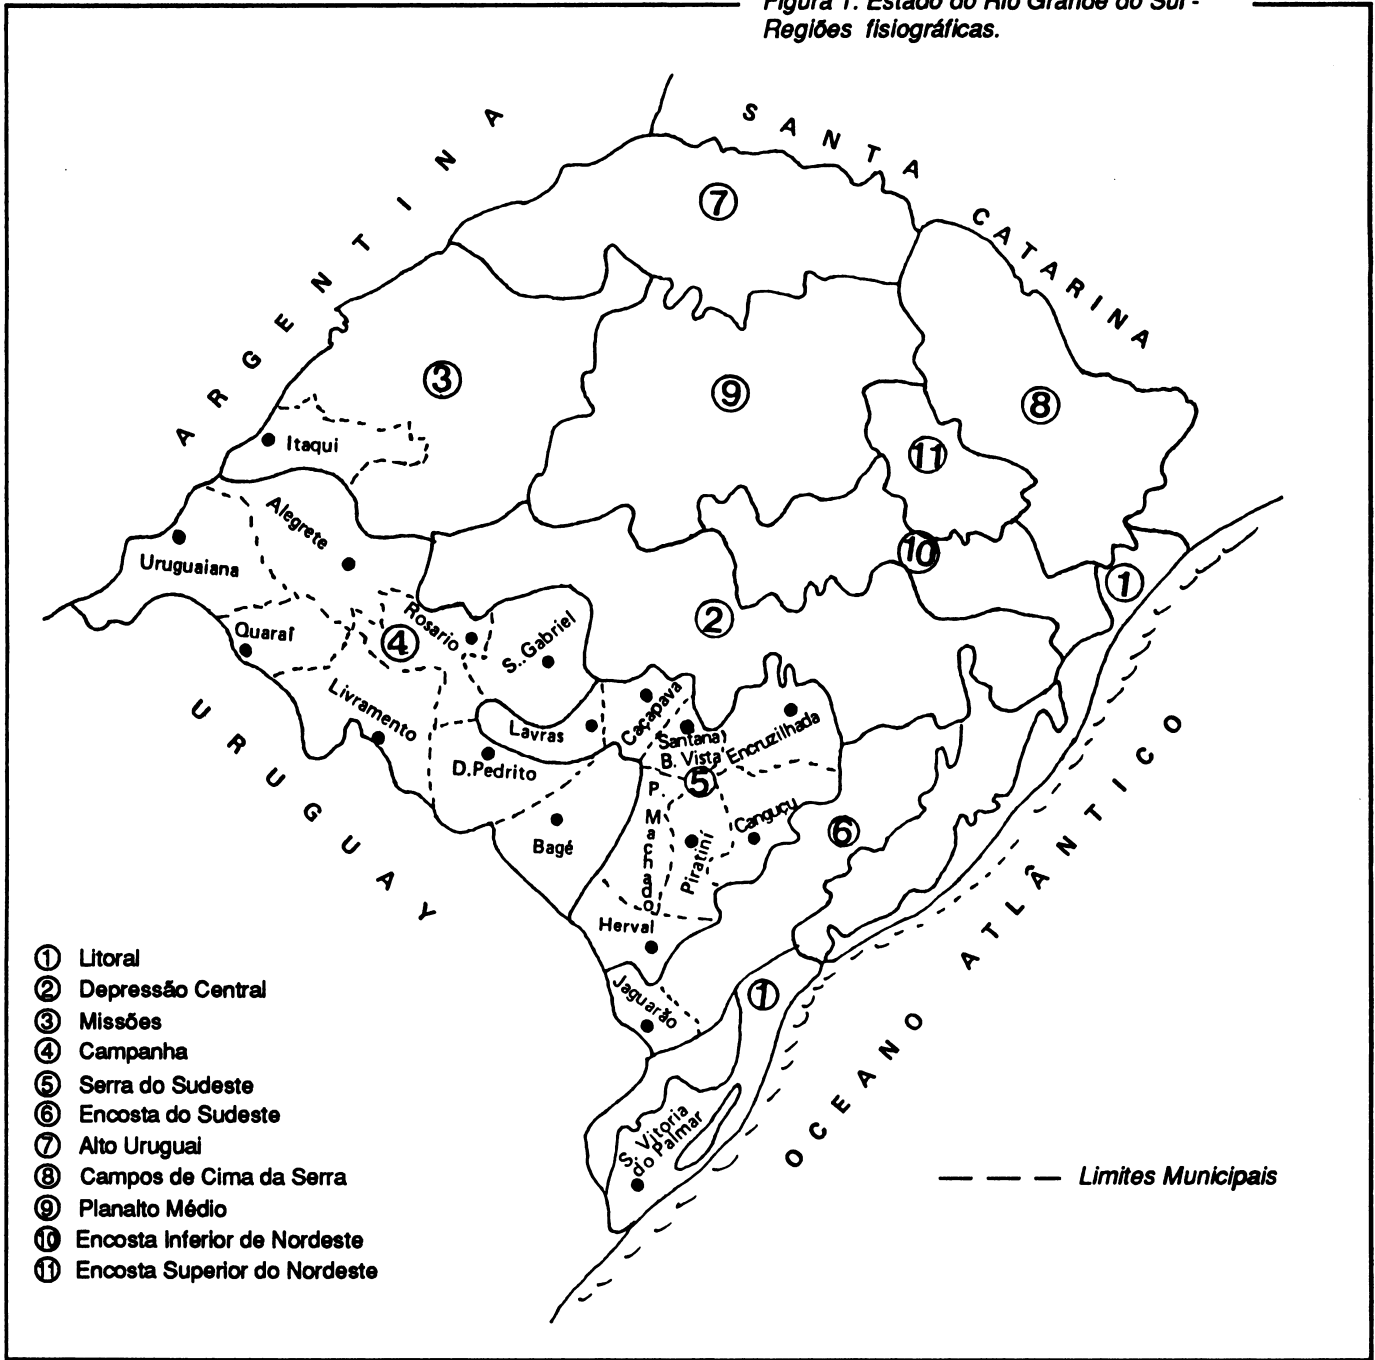 Figura 1. Estado do Rio Grande do Sul -
Regiões fisiográficas.
ARGENTINA
SANTA CATARINA
7
3
9
8
11
Itaqui
Alegrete
Uruguaiana
10
1
Rosario
2
Quaraí
4
S. Gabriel
Livramento
Caçapava
Lavras
Santana
B. Vista
Encruzilhada
D.Pedrito
5
P. Machado
Canguçu
6
Bagé
Piratiní
Herval
URUGUAY
OCEANO ATLÂNTICO
Jaguarão
1
S. Vitoria
do Palmar
1 Litoral
2 Depressão Central
3 Missões
4 Campanha
5 Serra do Sudeste
6 Encosta do Sudeste
7 Alto Uruguai
8 Campos de Cima da Serra
9 Planalto Médio
10 Encosta Inferior de Nordeste
11 Encosta Superior do Nordeste
Limites Municipais